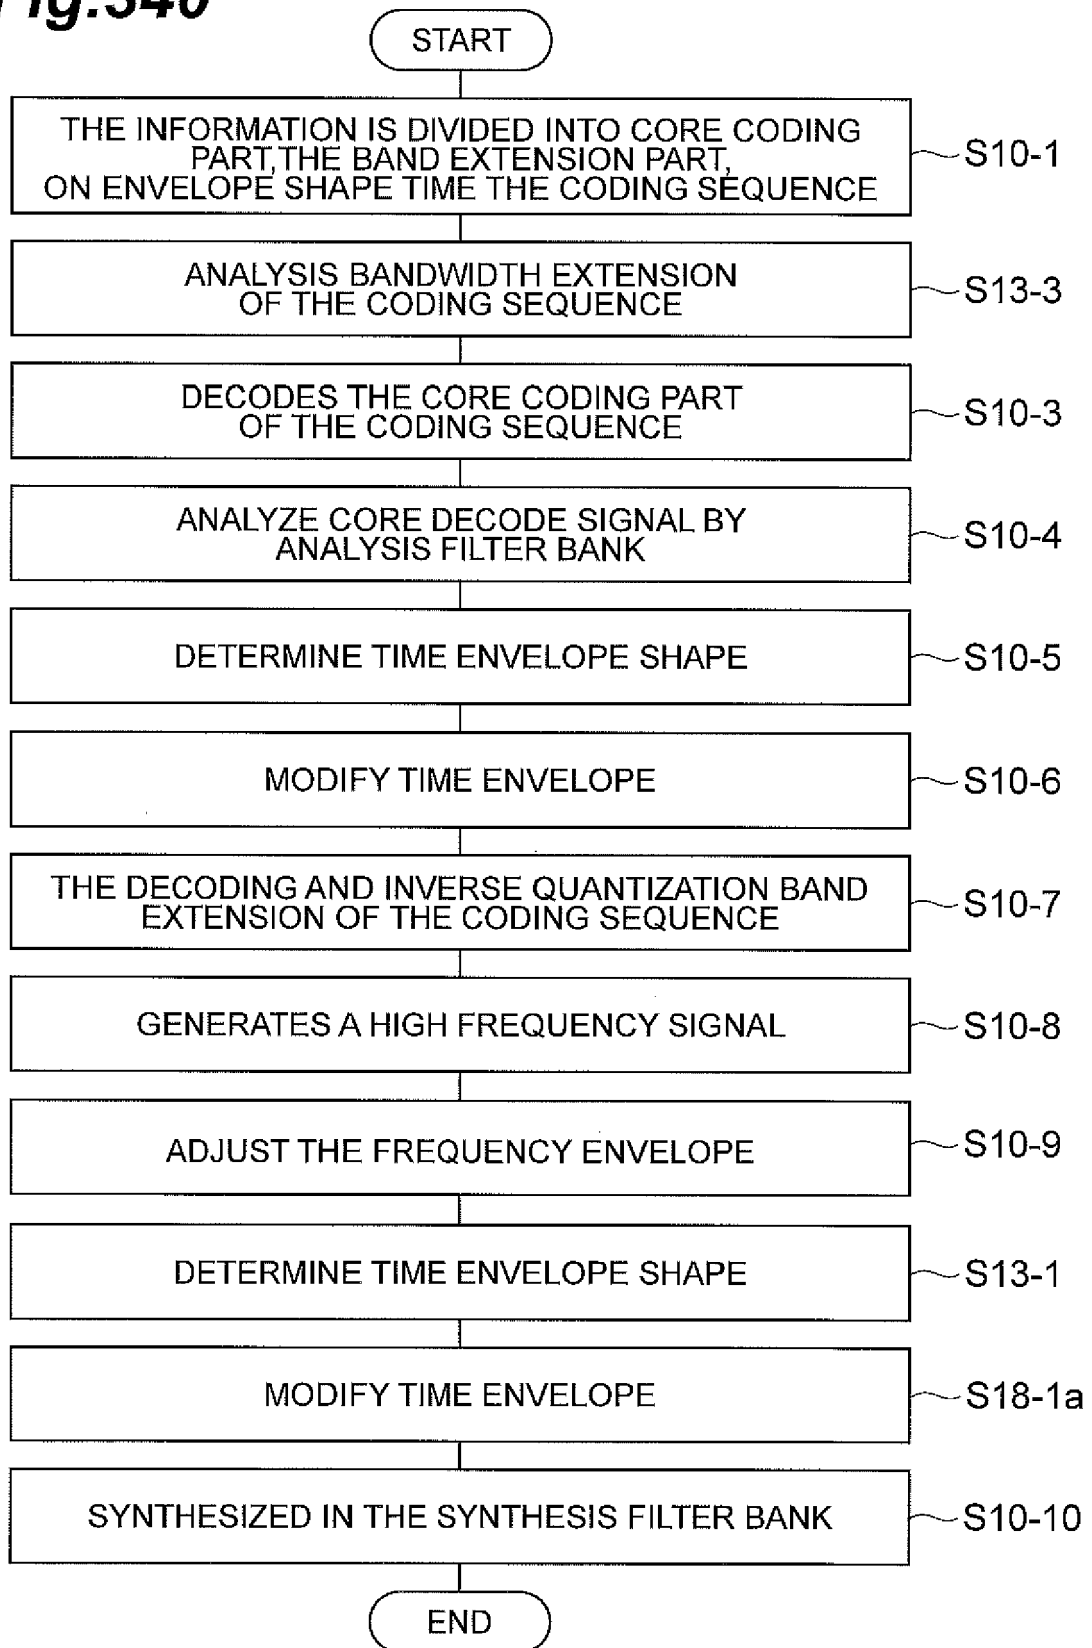 Fig.340
START
THE INFORMATION IS DIVIDED INTO CORE CODING
PART,THE BAND EXTENSION PART,
ON ENVELOPE SHAPE TIME THE CODING SEQUENCE
S10-1
ANALYSIS BANDWIDTH EXTENSION
OF THE CODING SEQUENCE
S13-3
DECODES THE CORE CODING PART
OF THE CODING SEQUENCE
S10-3
ANALYZE CORE DECODE SIGNAL BY
ANALYSIS FILTER BANK
S10-4
DETERMINE TIME ENVELOPE SHAPE
S10-5
MODIFY TIME ENVELOPE
S10-6
THE DECODING AND INVERSE QUANTIZATION BAND
EXTENSION OF THE CODING SEQUENCE
S10-7
GENERATES A HIGH FREQUENCY SIGNAL
S10-8
ADJUST THE FREQUENCY ENVELOPE
S10-9
DETERMINE TIME ENVELOPE SHAPE
S13-1
MODIFY TIME ENVELOPE
S18-1a
SYNTHESIZED IN THE SYNTHESIS FILTER BANK
S10-10
END